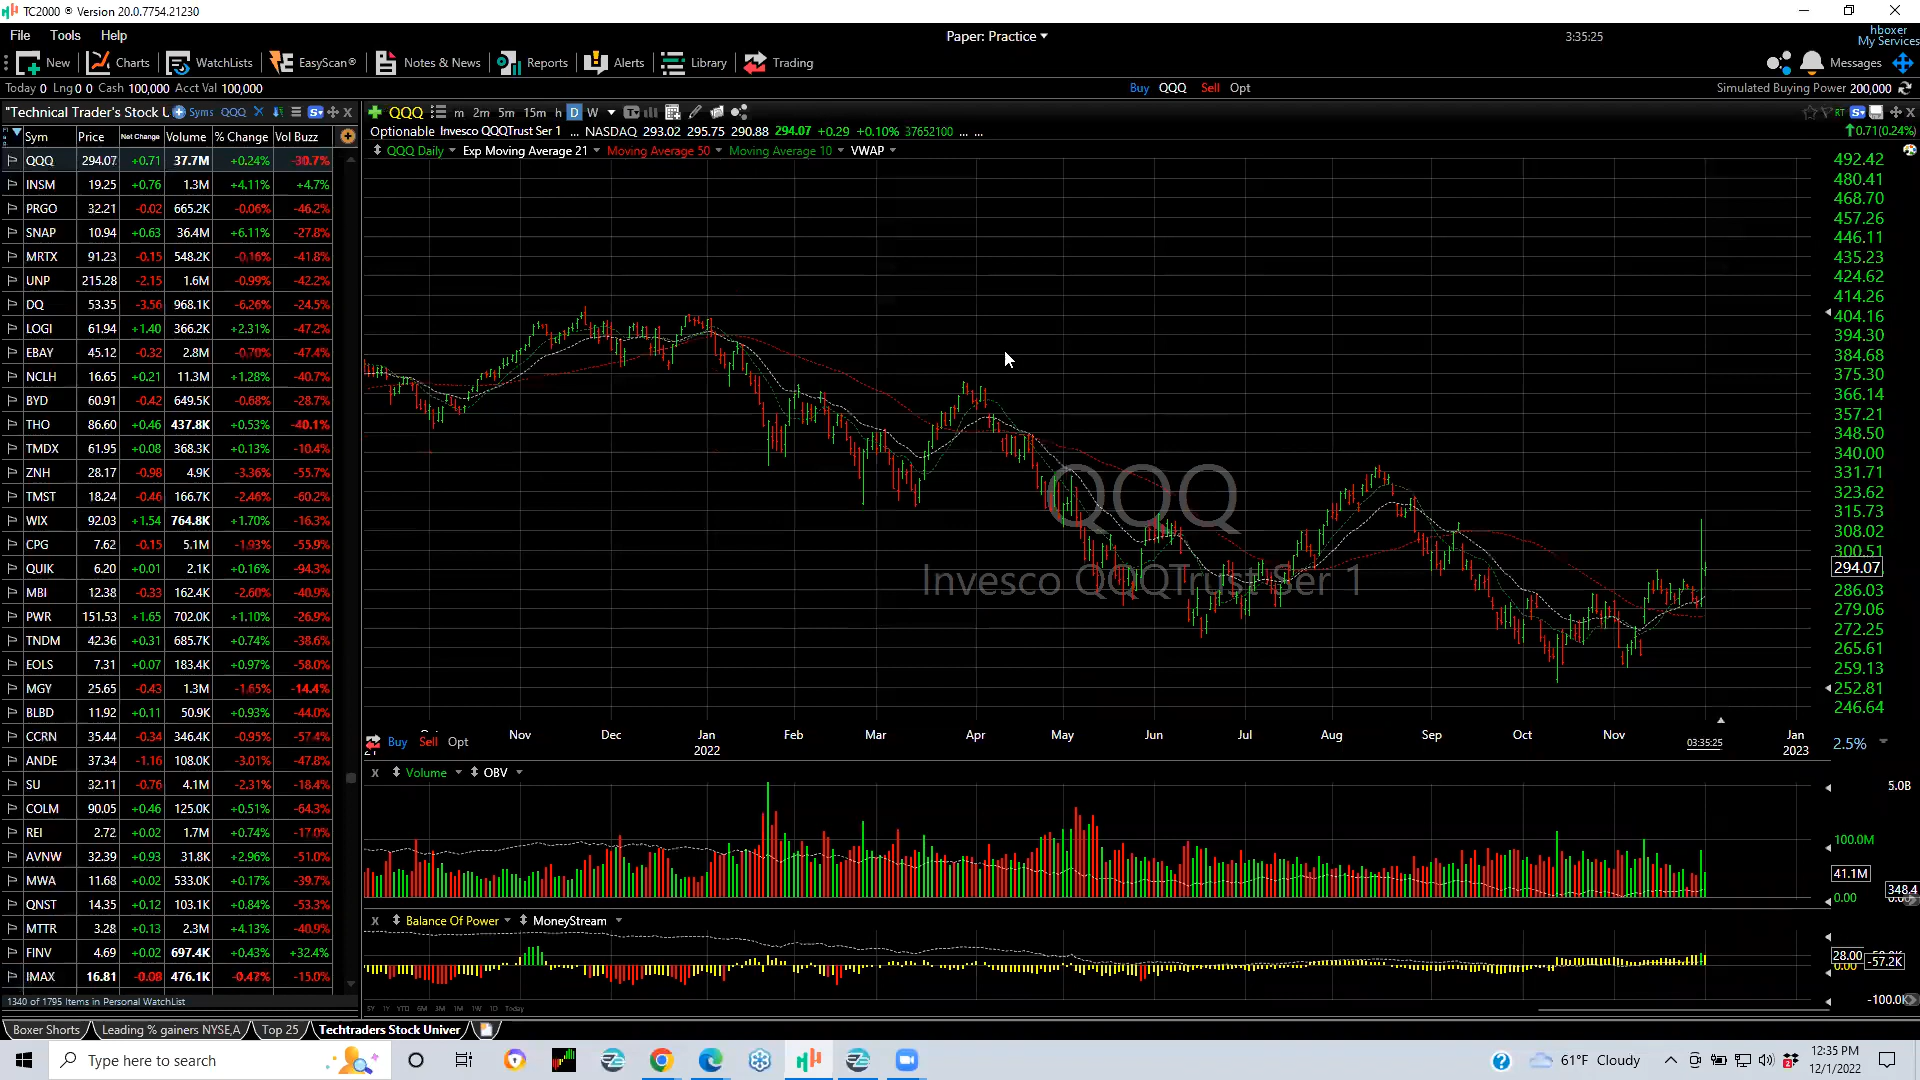 TC2000 ® Version 20.0.7754.21230
File Tools Help
Paper: Practice
3:35:25
hboxer
My Services
New Charts WatchLists EasyScan® Notes & News Reports Alerts Library Trading
Messages
Today 0 Lng 0 0 Cash 100,000 Acct Val 100,000
Buy QQQ Sell Opt
Simulated Buying Power 200,000
"Technical Trader's Stock U Syms QQQ
QQQ m 2m 5m 15m h D W
RT
Sym Price Net Change Volume % Change Vol Buzz
Optionable Invesco QQQTrust Ser 1 ... NASDAQ 293.02 295.75 290.88 294.07 +0.29 +0.10% 37652100 ... ...
0.71(0.24%)
QQQ Daily Exp Moving Average 21 Moving Average 50 Moving Average 10 VWAP
QQQ 294.07 +0.71 37.7M +0.24% -30.7%
INSM 19.25 +0.76 1.3M +4.11% +4.7%
PRGO 32.21 -0.02 665.2K -0.06% -46.2%
SNAP 10.94 +0.63 36.4M +6.11% -27.8%
MRTX 91.23 -0.15 548.2K -0.16% -41.8%
UNP 215.28 -2.15 1.6M -0.99% -42.2%
DQ 53.35 -3.56 968.1K -6.26% -24.5%
LOGI 61.94 +1.40 366.2K +2.31% -47.2%
EBAY 45.12 -0.32 2.8M -0.70% -47.4%
NCLH 16.65 +0.21 11.3M +1.28% -40.7%
BYD 60.91 -0.42 649.5K -0.68% -28.7%
THO 86.60 +0.46 437.8K +0.53% -40.1%
TMDX 61.95 +0.08 368.3K +0.13% -10.4%
ZNH 28.17 -0.98 4.9K -3.36% -55.7%
TMST 18.24 -0.46 166.7K -2.46% -60.2%
WIX 92.03 +1.54 764.8K +1.70% -16.3%
CPG 7.62 -0.15 5.1M -1.93% -55.9%
QUIK 6.20 +0.01 2.1K +0.16% -94.3%
MBI 12.38 -0.33 162.4K -2.60% -40.9%
PWR 151.53 +1.65 702.0K +1.10% -26.9%
TNDM 42.36 +0.31 685.7K +0.74% -38.6%
EOLS 7.31 +0.07 183.4K +0.97% -58.0%
MGY 25.65 -0.43 1.3M -1.65% -14.4%
BLBD 11.92 +0.11 50.9K +0.93% -44.0%
CCRN 35.44 -0.34 346.4K -0.95% -57.4%
ANDE 37.34 -1.16 108.0K -3.01% -47.8%
SU 32.11 -0.76 4.1M -2.31% -18.4%
COLM 90.05 +0.46 125.0K +0.51% -64.3%
REI 2.72 +0.02 1.7M +0.74% -17.0%
AVNW 32.39 +0.93 31.8K +2.96% -51.0%
MWA 11.68 +0.02 533.0K +0.17% -39.7%
QNST 14.35 +0.12 103.1K +0.84% -53.3%
MTTR 3.28 +0.13 2.3M +4.13% -40.9%
FINV 4.69 +0.02 697.4K +0.43% +32.4%
IMAX 16.81 -0.08 476.1K -0.47% -15.0%
1340 of 1795 Items in Personal WatchList
QQQ
Invesco QQQTrust Ser 1
492.42
480.41
468.70
457.26
446.11
435.23
424.62
414.26
404.16
394.30
384.68
375.30
366.14
357.21
348.50
340.00
331.71
323.62
315.73
308.02
300.51
294.07
286.03
279.06
272.25
265.61
259.13
252.81
246.64
Nov Dec Jan Feb Mar Apr May Jun Jul Aug Sep Oct Nov Jan
2022 2023
03:35:25
2.5%
Buy Sell Opt
Volume OBV
5.0B
100.0M
41.1M
348.4
0.00
Balance Of Power MoneyStream
28.00
-57.2K
-100.0K
5Y 1Y YTD 6M 3M 1M 1W 1D Today
Boxer Shorts Leading % gainers NYSE,A Top 25 Techtraders Stock Univer
Type here to search
61°F Cloudy
12:35 PM
12/1/2022